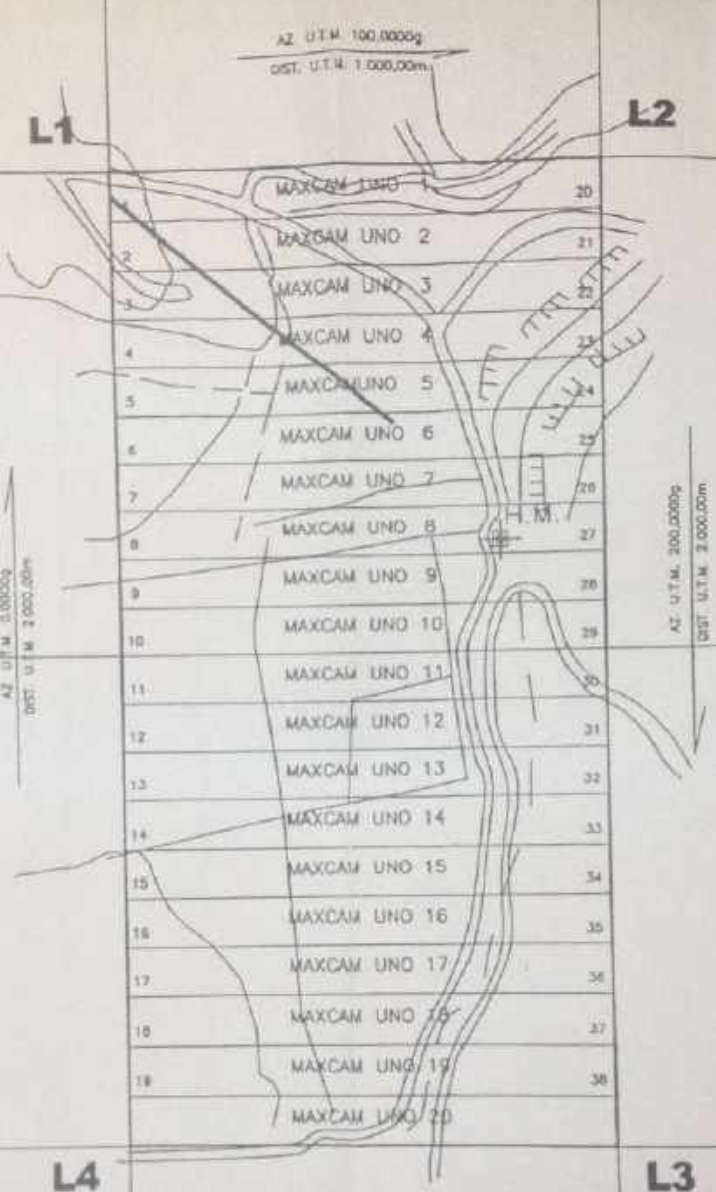 AZ U.T.M. 100,0000g
DIST. U.T.M. 1.000,00m
L1
L2
MAXCAM UNO 1
1
20
MAXCAM UNO 2
2
21
MAXCAM UNO 3
3
22
MAXCAM UNO 4
4
23
MAXCAM UNO 5
5
24
MAXCAM UNO 6
6
25
MAXCAM UNO 7
7
26
H.M.
MAXCAM UNO 8
8
27
MAXCAM UNO 9
9
28
MAXCAM UNO 10
10
29
MAXCAM UNO 11
11
30
MAXCAM UNO 12
12
31
MAXCAM UNO 13
13
32
MAXCAM UNO 14
14
33
MAXCAM UNO 15
15
34
MAXCAM UNO 16
16
35
MAXCAM UNO 17
17
36
MAXCAM UNO 18
18
37
MAXCAM UNO 19
19
38
MAXCAM UNO 20
AZ U.T.M. 0.0000g
DIST. U.T.M. 2.000,00m
AZ U.T.M. 200,0000g
DIST. U.T.M. 2.000,00m
L4
L3